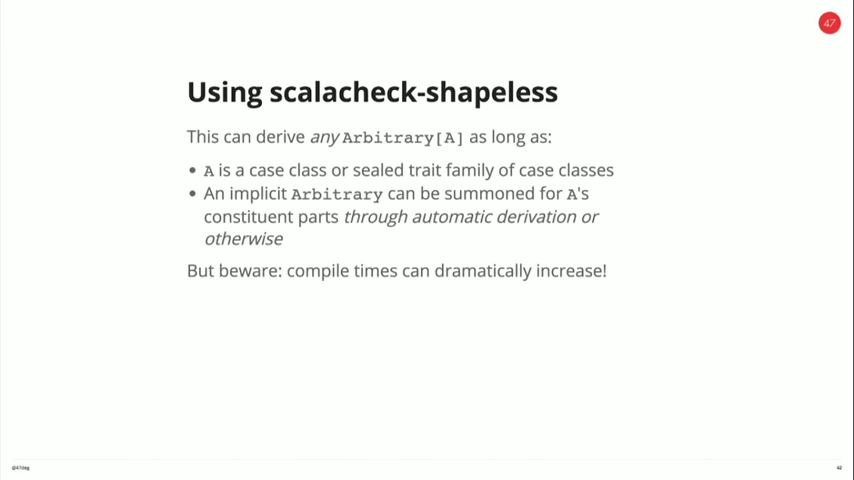 47
Using scalacheck-shapeless
This can derive any Arbitrary[A] as long as:
• A is a case class or sealed trait family of case classes
• An implicit Arbitrary can be summoned for A's
constituent parts through automatic derivation or
otherwise
But beware: compile times can dramatically increase!
@47deg
42